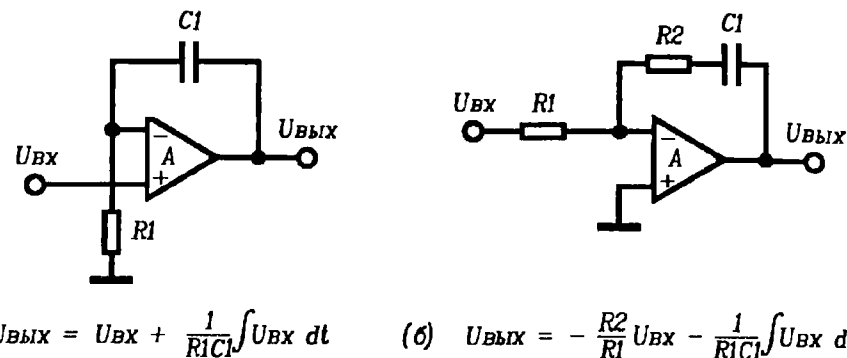 C1
Uвх
A
−
+
Uвых
R1
R2
C1
Uвх
R1
A
−
+
Uвых
Uвых = Uвх + 1/R1C1 ∫Uвх dt
(б) Uвых = − R2/R1 Uвх − 1/R1C1 ∫Uвх d